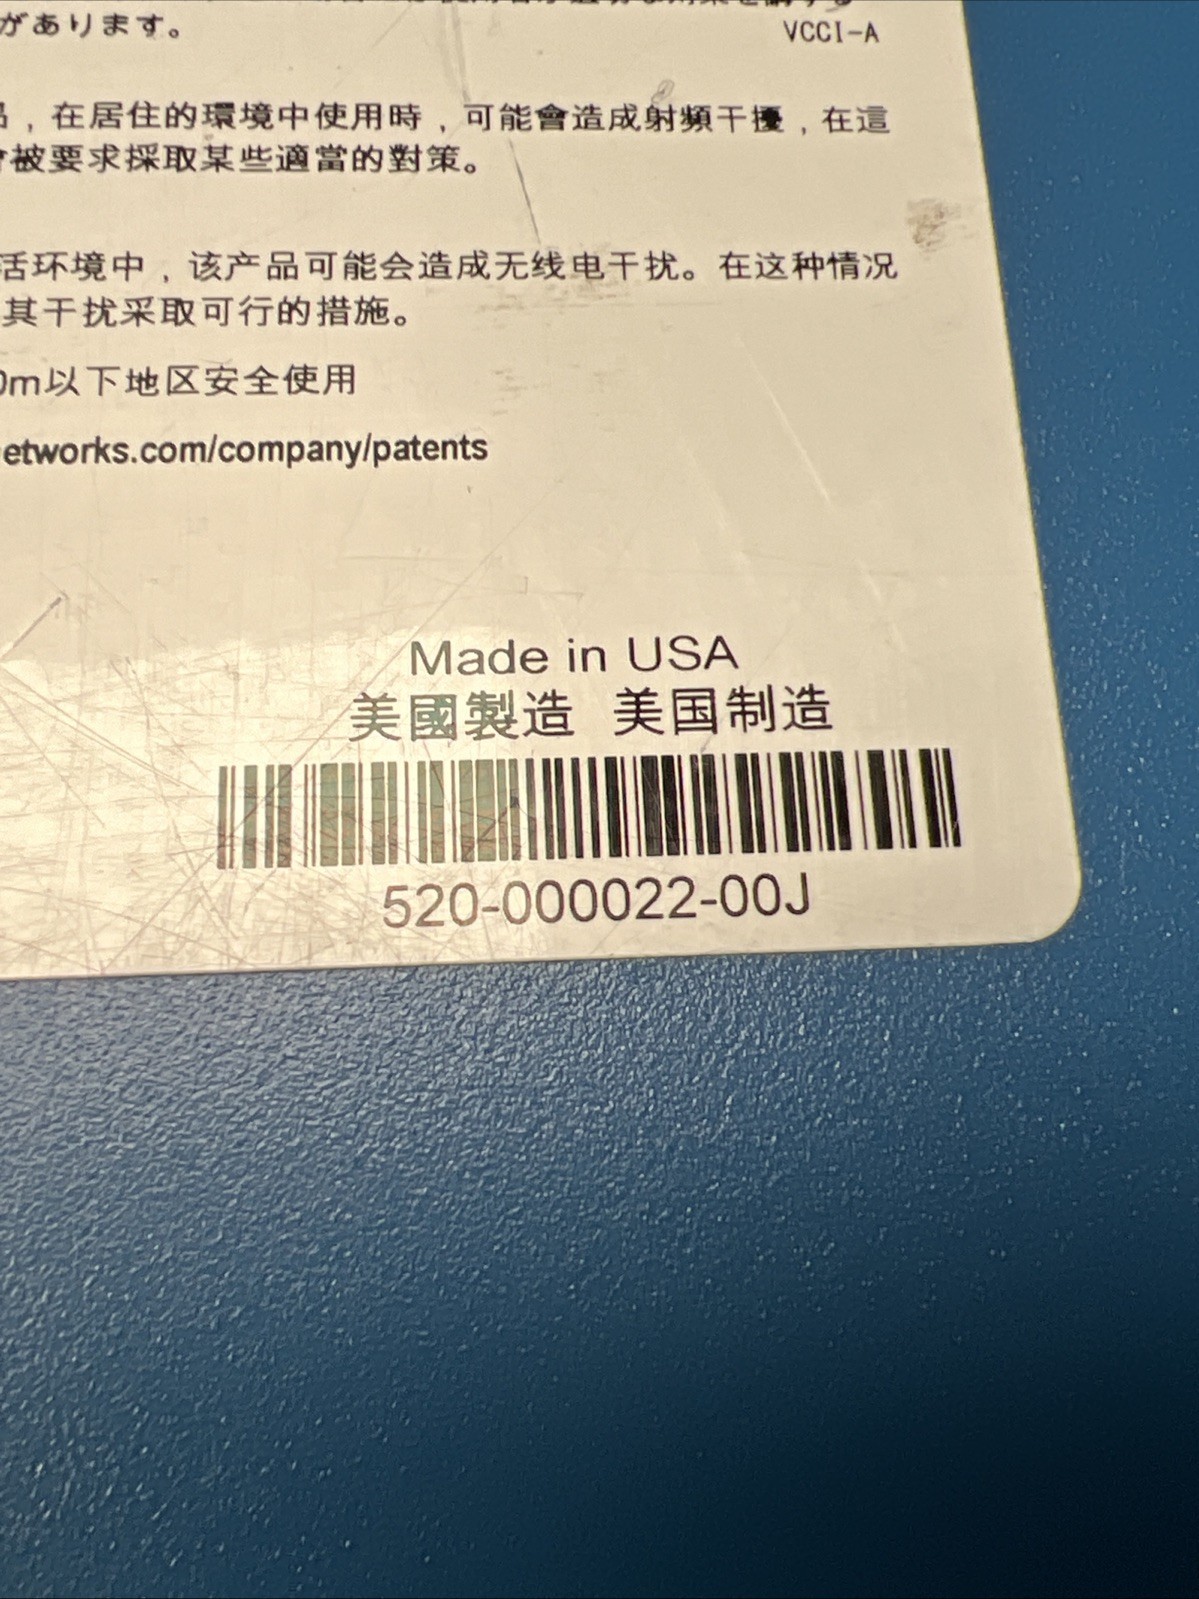 があります。
VCCI-A
，在居住的環境中使用時，可能會造成射頻干擾，在這
被要求採取某些適當的對策。
活环境中，该产品可能会造成无线电干扰。在这种情况
其干扰采取可行的措施。
0m以下地区安全使用
etworks.com/company/patents
Made in USA
美國製造 美国制造
520-000022-00J